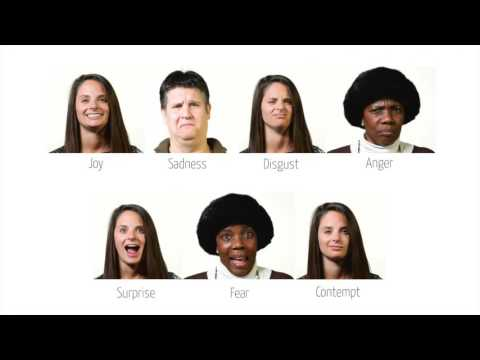 Joy
Sadness
Disgust
Anger
Surprise
Fear
Contempt